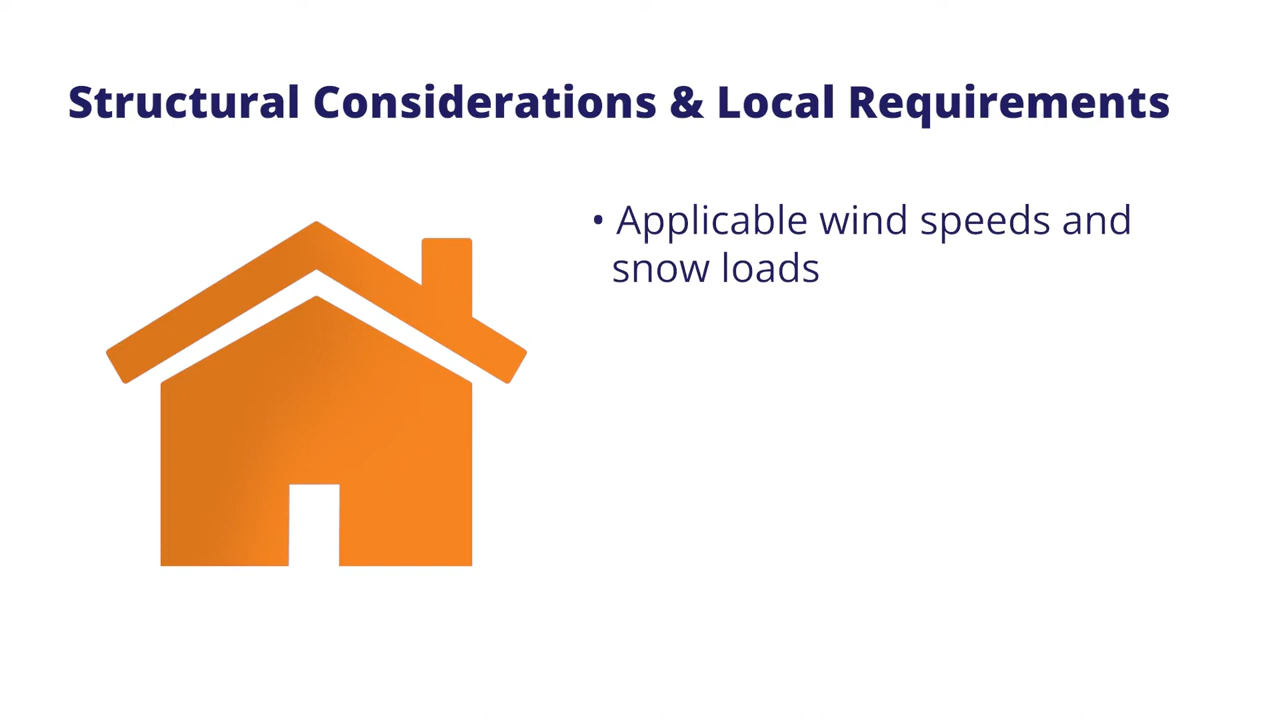 Structural Considerations & Local Requirements
• Applicable wind speeds and
snow loads